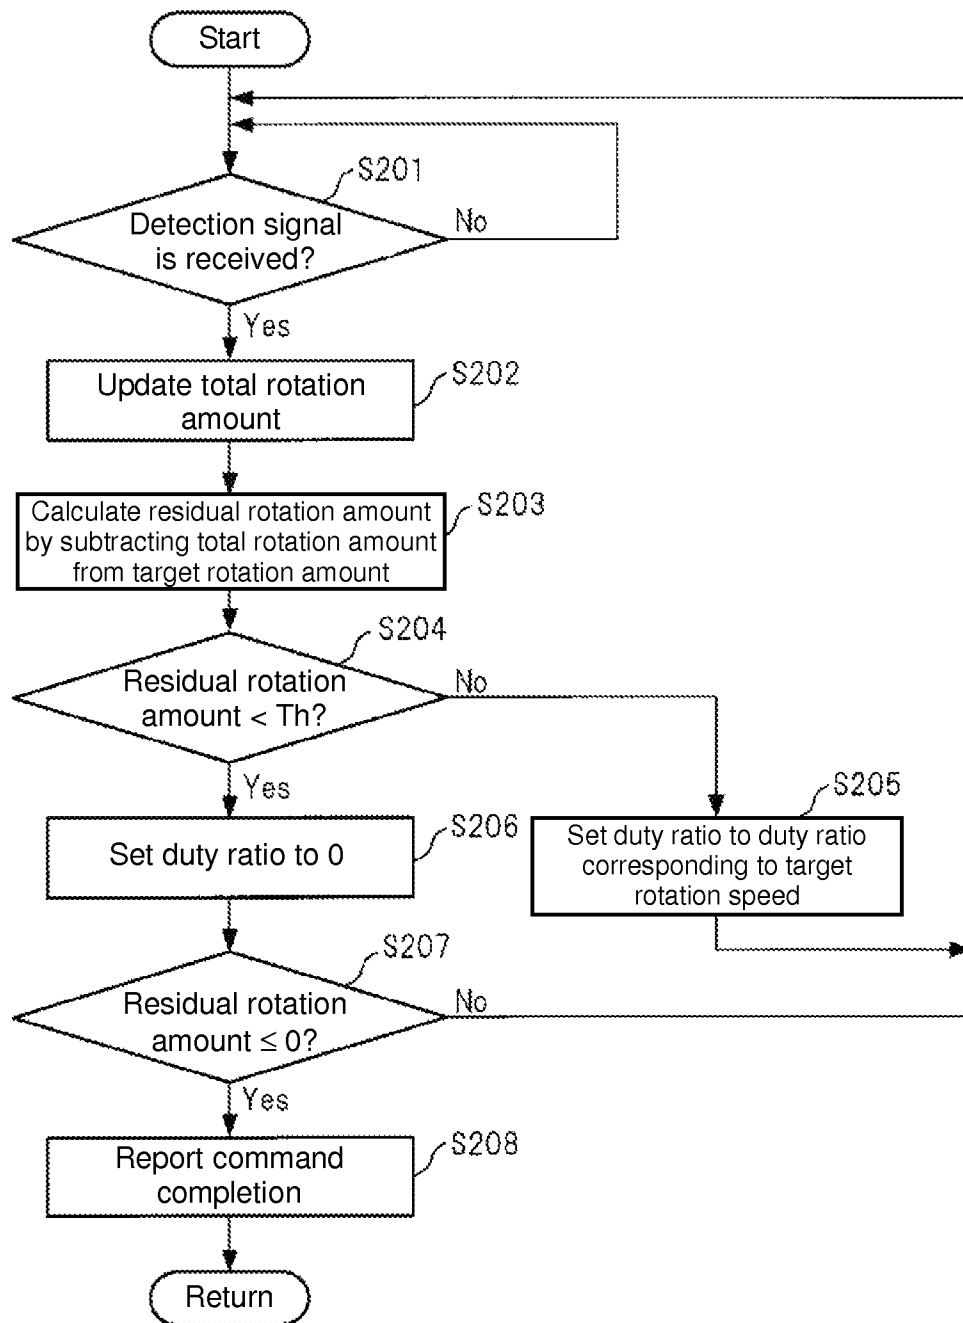 Start
S201
Detection signal
is received?
No
Yes
S202
Update total rotation
amount
S203
Calculate residual rotation amount
by subtracting total rotation amount
from target rotation amount
S204
Residual rotation
amount < Th?
No
Yes
S205
Set duty ratio to duty ratio
corresponding to target
rotation speed
S206
Set duty ratio to 0
S207
Residual rotation
amount ≤ 0?
No
Yes
S208
Report command
completion
Return